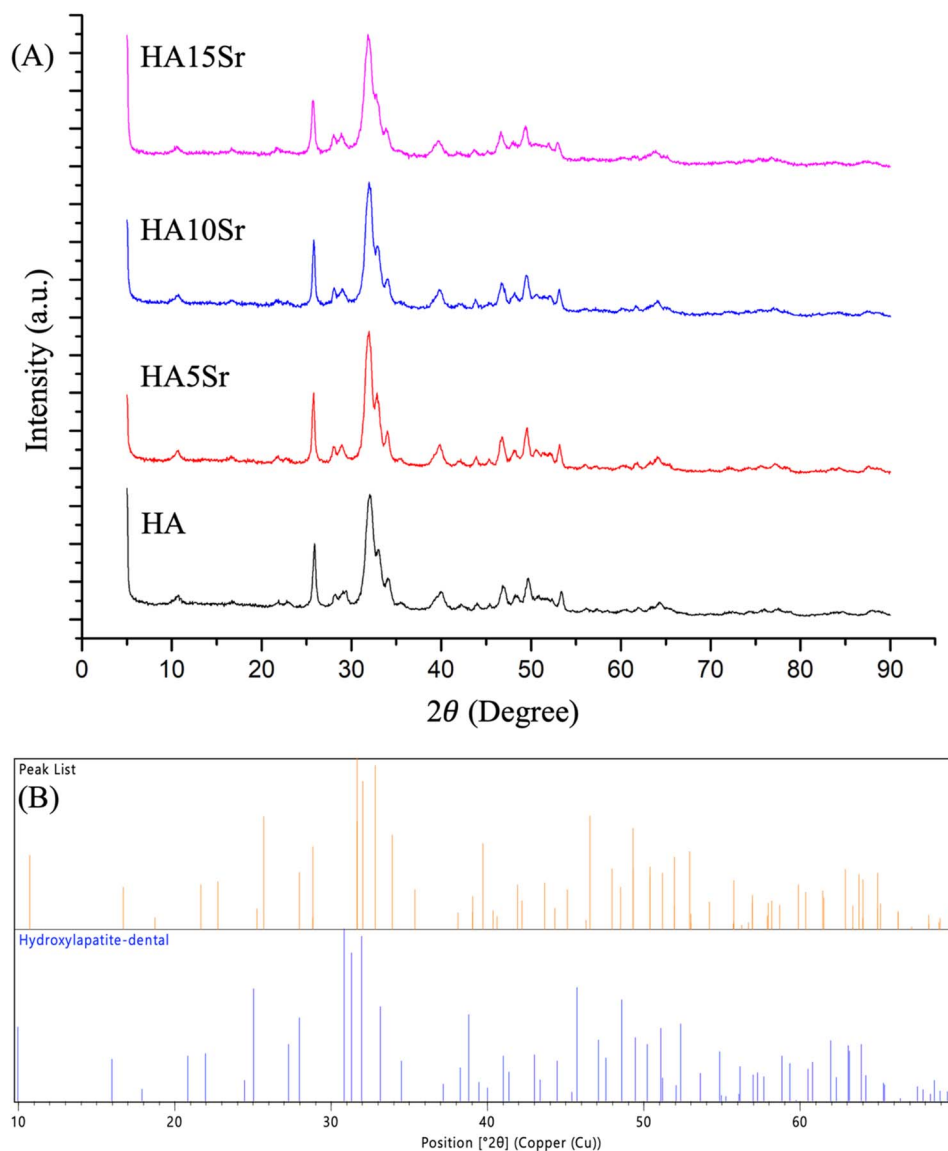 (A)
HA15Sr
HA10Sr
HA5Sr
HA
Intensity (a.u.)
0 10 20 30 40 50 60 70 80 90
2θ (Degree)
Peak List
(B)
Hydroxylapatite-dental
10 20 30 40 50 60
Position [°2θ] (Copper (Cu))